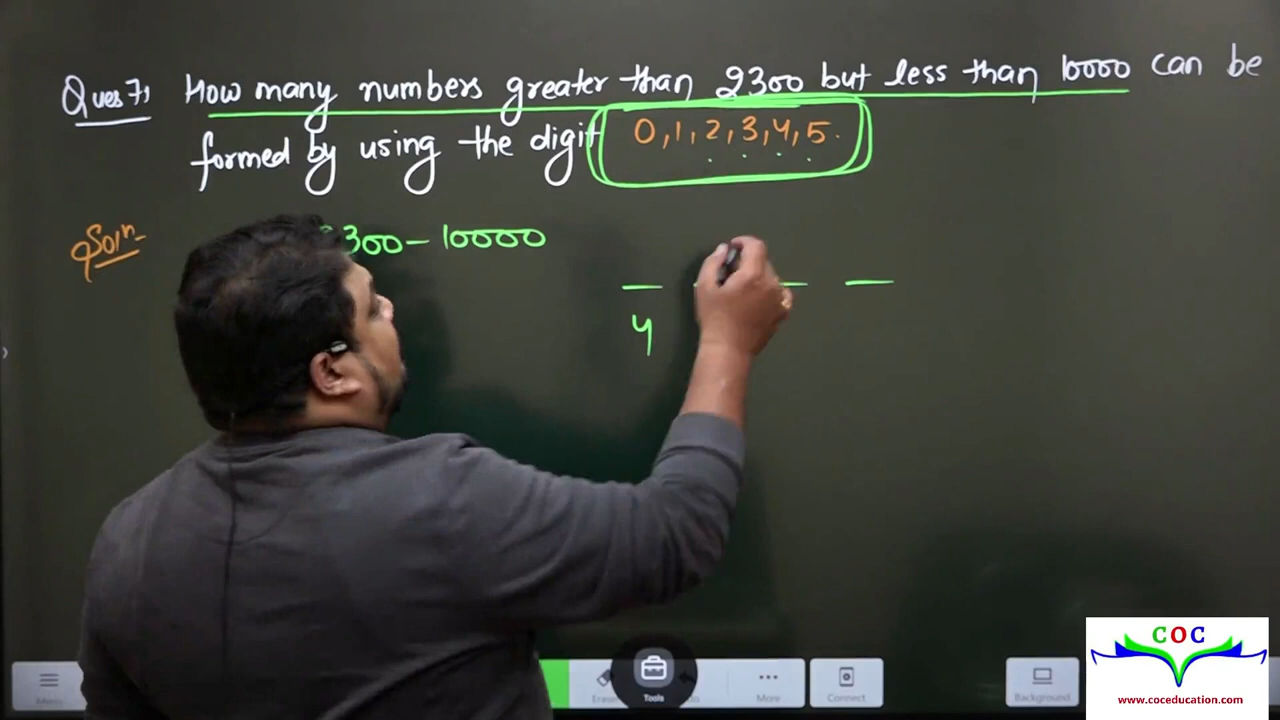 Ques 7, How many numbers greater than 2300 but less than 10000 can be
formed by using the digit 0,1,2,3,4,5.
Soln- 300 - 10000
4
Tools
More
Connect
Background
COC
www.coceducation.com